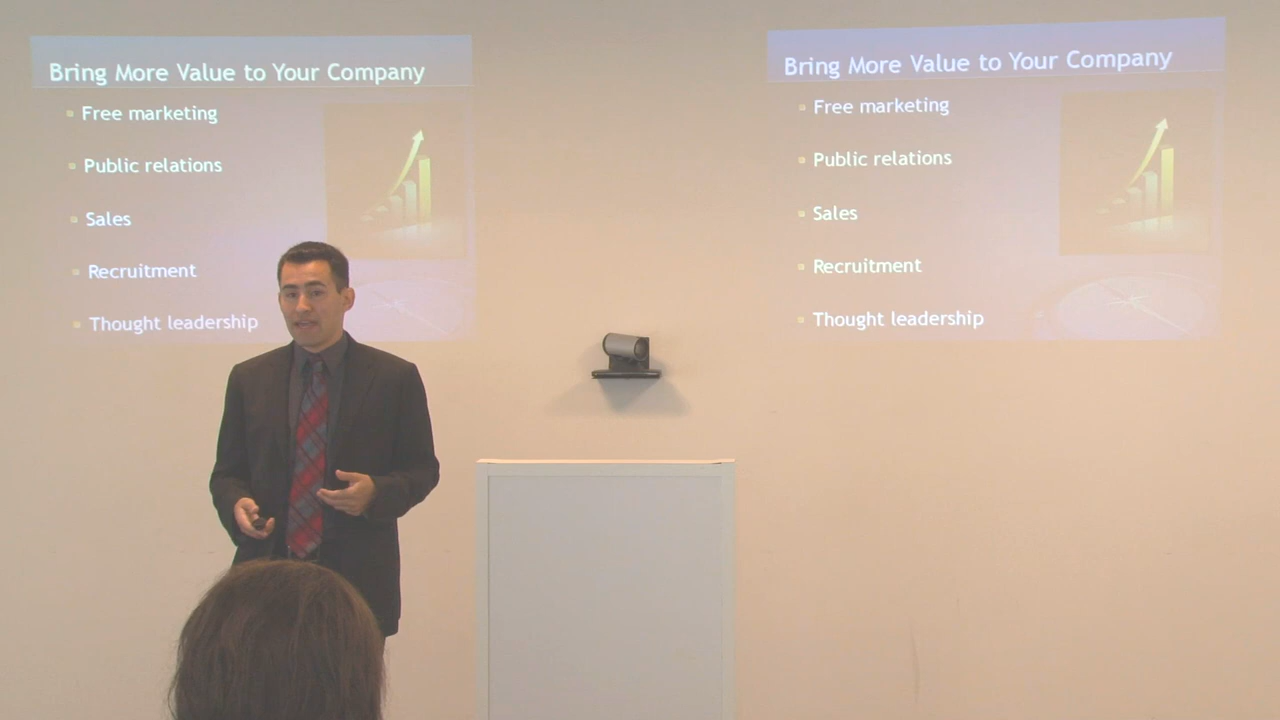 Bring More Value to Your Company
Free marketing
Public relations
Sales
Recruitment
Thought leadership
Bring More Value to Your Company
Free marketing
Public relations
Sales
Recruitment
Thought leadership